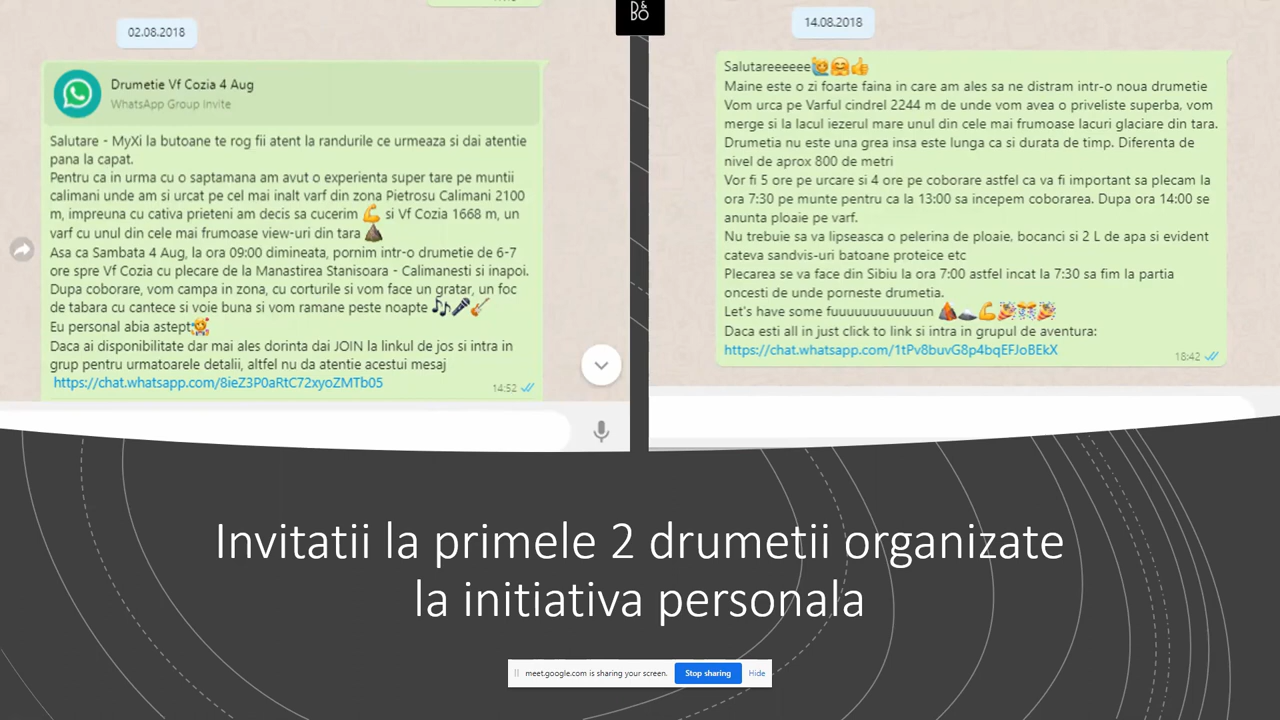 02.08.2018
Drumetie Vf Cozia 4 Aug
WhatsApp Group Invite
Salutare - MyXi la butoane te rog fii atent la randurile ce urmeaza si dai atentie
pana la capat.
Pentru ca in urma cu o saptamana am avut o experienta super tare pe muntii
calimani unde am si urcat pe cel mai inalt varf din zona Pietrosu Calimani 2100
m, impreuna cu cativa prieteni am decis sa cucerim 💪 si Vf Cozia 1668 m, un
varf cu unul din cele mai frumoase view-uri din tara
Asa ca Sambata 4 Aug, la ora 09:00 dimineata, pornim intr-o drumetie de 6-7
ore spre Vf Cozia cu plecare de la Manastirea Stanisoara - Calimanesti si inapoi.
Dupa coborare, vom campa in zona, cu corturile si vom face un gratar, un foc
de tabara cu cantece si voie buna si vom ramane peste noapte 🎶🎤🎸
Eu personal abia astept
Daca ai disponibilitate dar mai ales dorinta dai JOIN la linkul de jos si intra in
grup pentru urmatoarele detalii, altfel nu da atentie acestui mesaj
https://chat.whatsapp.com/8ieZ3P0aRtC72xyoZMTb05
14:52
B&BO
14.08.2018
Salutareeeeee🙋🤗👍
Maine este o zi foarte faina in care am ales sa ne distram intr-o noua drumetie
Vom urca pe Varful cindrel 2244 m de unde vom avea o priveliste superba, vom
merge si la lacul iezerul mare unul din cele mai frumoase lacuri glaciare din tara.
Drumetia nu este una grea insa este lunga ca si durata de timp. Diferenta de
nivel de aprox 800 de metri
Vor fi 5 ore pe urcare si 4 ore pe coborare astfel ca va fi important sa plecam la
ora 7:30 pe munte pentru ca la 13:00 sa incepem coborarea. Dupa ora 14:00 se
anunta ploaie pe varf.
Nu trebuie sa va lipseasca o pelerina de ploaie, bocanci si 2 L de apa si evident
cateva sandvis-uri batoane proteice etc
Plecarea se va face din Sibiu la ora 7:00 astfel incat la 7:30 sa fim la partia
oncesti de unde porneste drumetia.
Let's have some fuuuuuuuuuuun
Daca esti all in just click to link si intra in grupul de aventura:
https://chat.whatsapp.com/1tPv8buvG8p4bqEFJoBEkX
18:42
Invitatii la primele 2 drumetii organizate
la initiativa personala
meet.google.com is sharing your screen.
Stop sharing
Hide